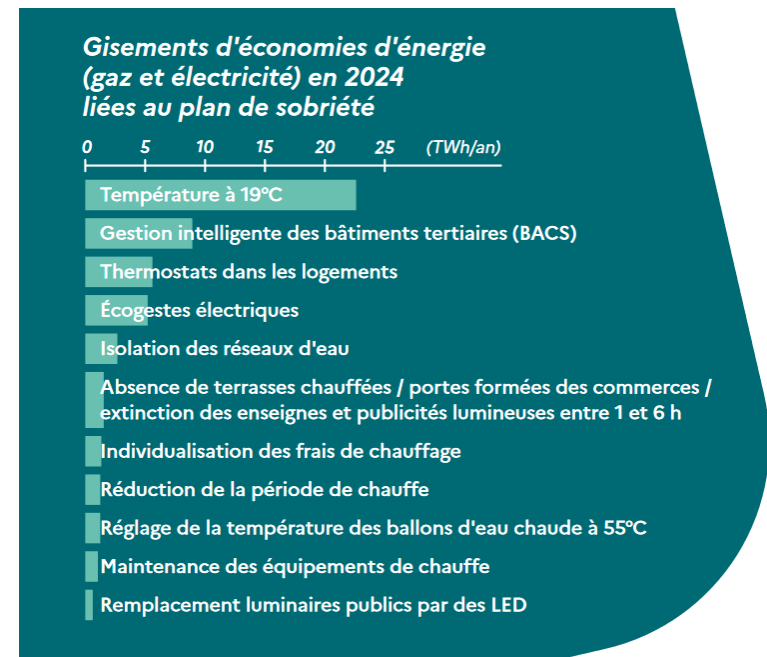 Gisements d'économies d'énergie
(gaz et électricité) en 2024
liées au plan de sobriété
0 5 10 15 20 25 (TWh/an)
Température à 19°C
Gestion intelligente des bâtiments tertiaires (BACS)
Thermostats dans les logements
Écogestes électriques
Isolation des réseaux d'eau
Absence de terrasses chauffées / portes formées des commerces /
extinction des enseignes et publicités lumineuses entre 1 et 6 h
Individualisation des frais de chauffage
Réduction de la période de chauffe
Réglage de la température des ballons d'eau chaude à 55°C
Maintenance des équipements de chauffe
Remplacement luminaires publics par des LED